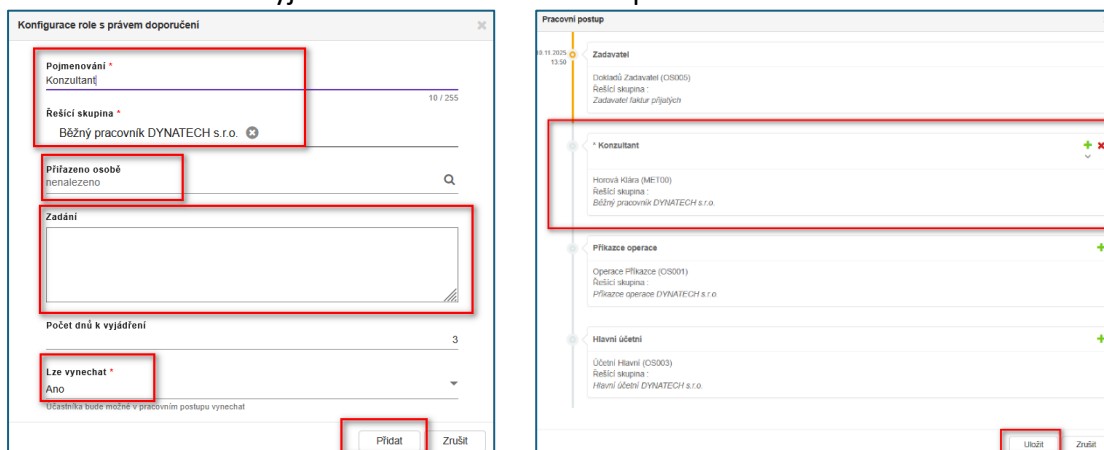 Konfigurace role s právem doporučení
Pojmenování *
Konzultant
10 / 255
Řešící skupina *
Běžný pracovník DYNATECH s.r.o.
Přiřazeno osobě
nenalezeno
Zadání
Počet dnů k vyjádření
3
Lze vynechat *
Ano
Účastníka bude možné v pracovním postupu vynechat
Přidat Zrušit
Pracovní postup
10.11.2025
13:50
Zadavatel
Dokladů Zadavatel (OS005)
Řešící skupina :
Zadavatel faktur přijatých
* Konzultant
Horová Klára (MET00)
Řešící skupina :
Běžný pracovník DYNATECH s.r.o.
Příkazce operace
Operace Příkazce (OS001)
Řešící skupina :
Příkazce operace DYNATECH s.r.o.
Hlavní účetní
Účetní Hlavní (OS003)
Řešící skupina :
Hlavní účetní DYNATECH s.r.o.
Uložit Zrušit